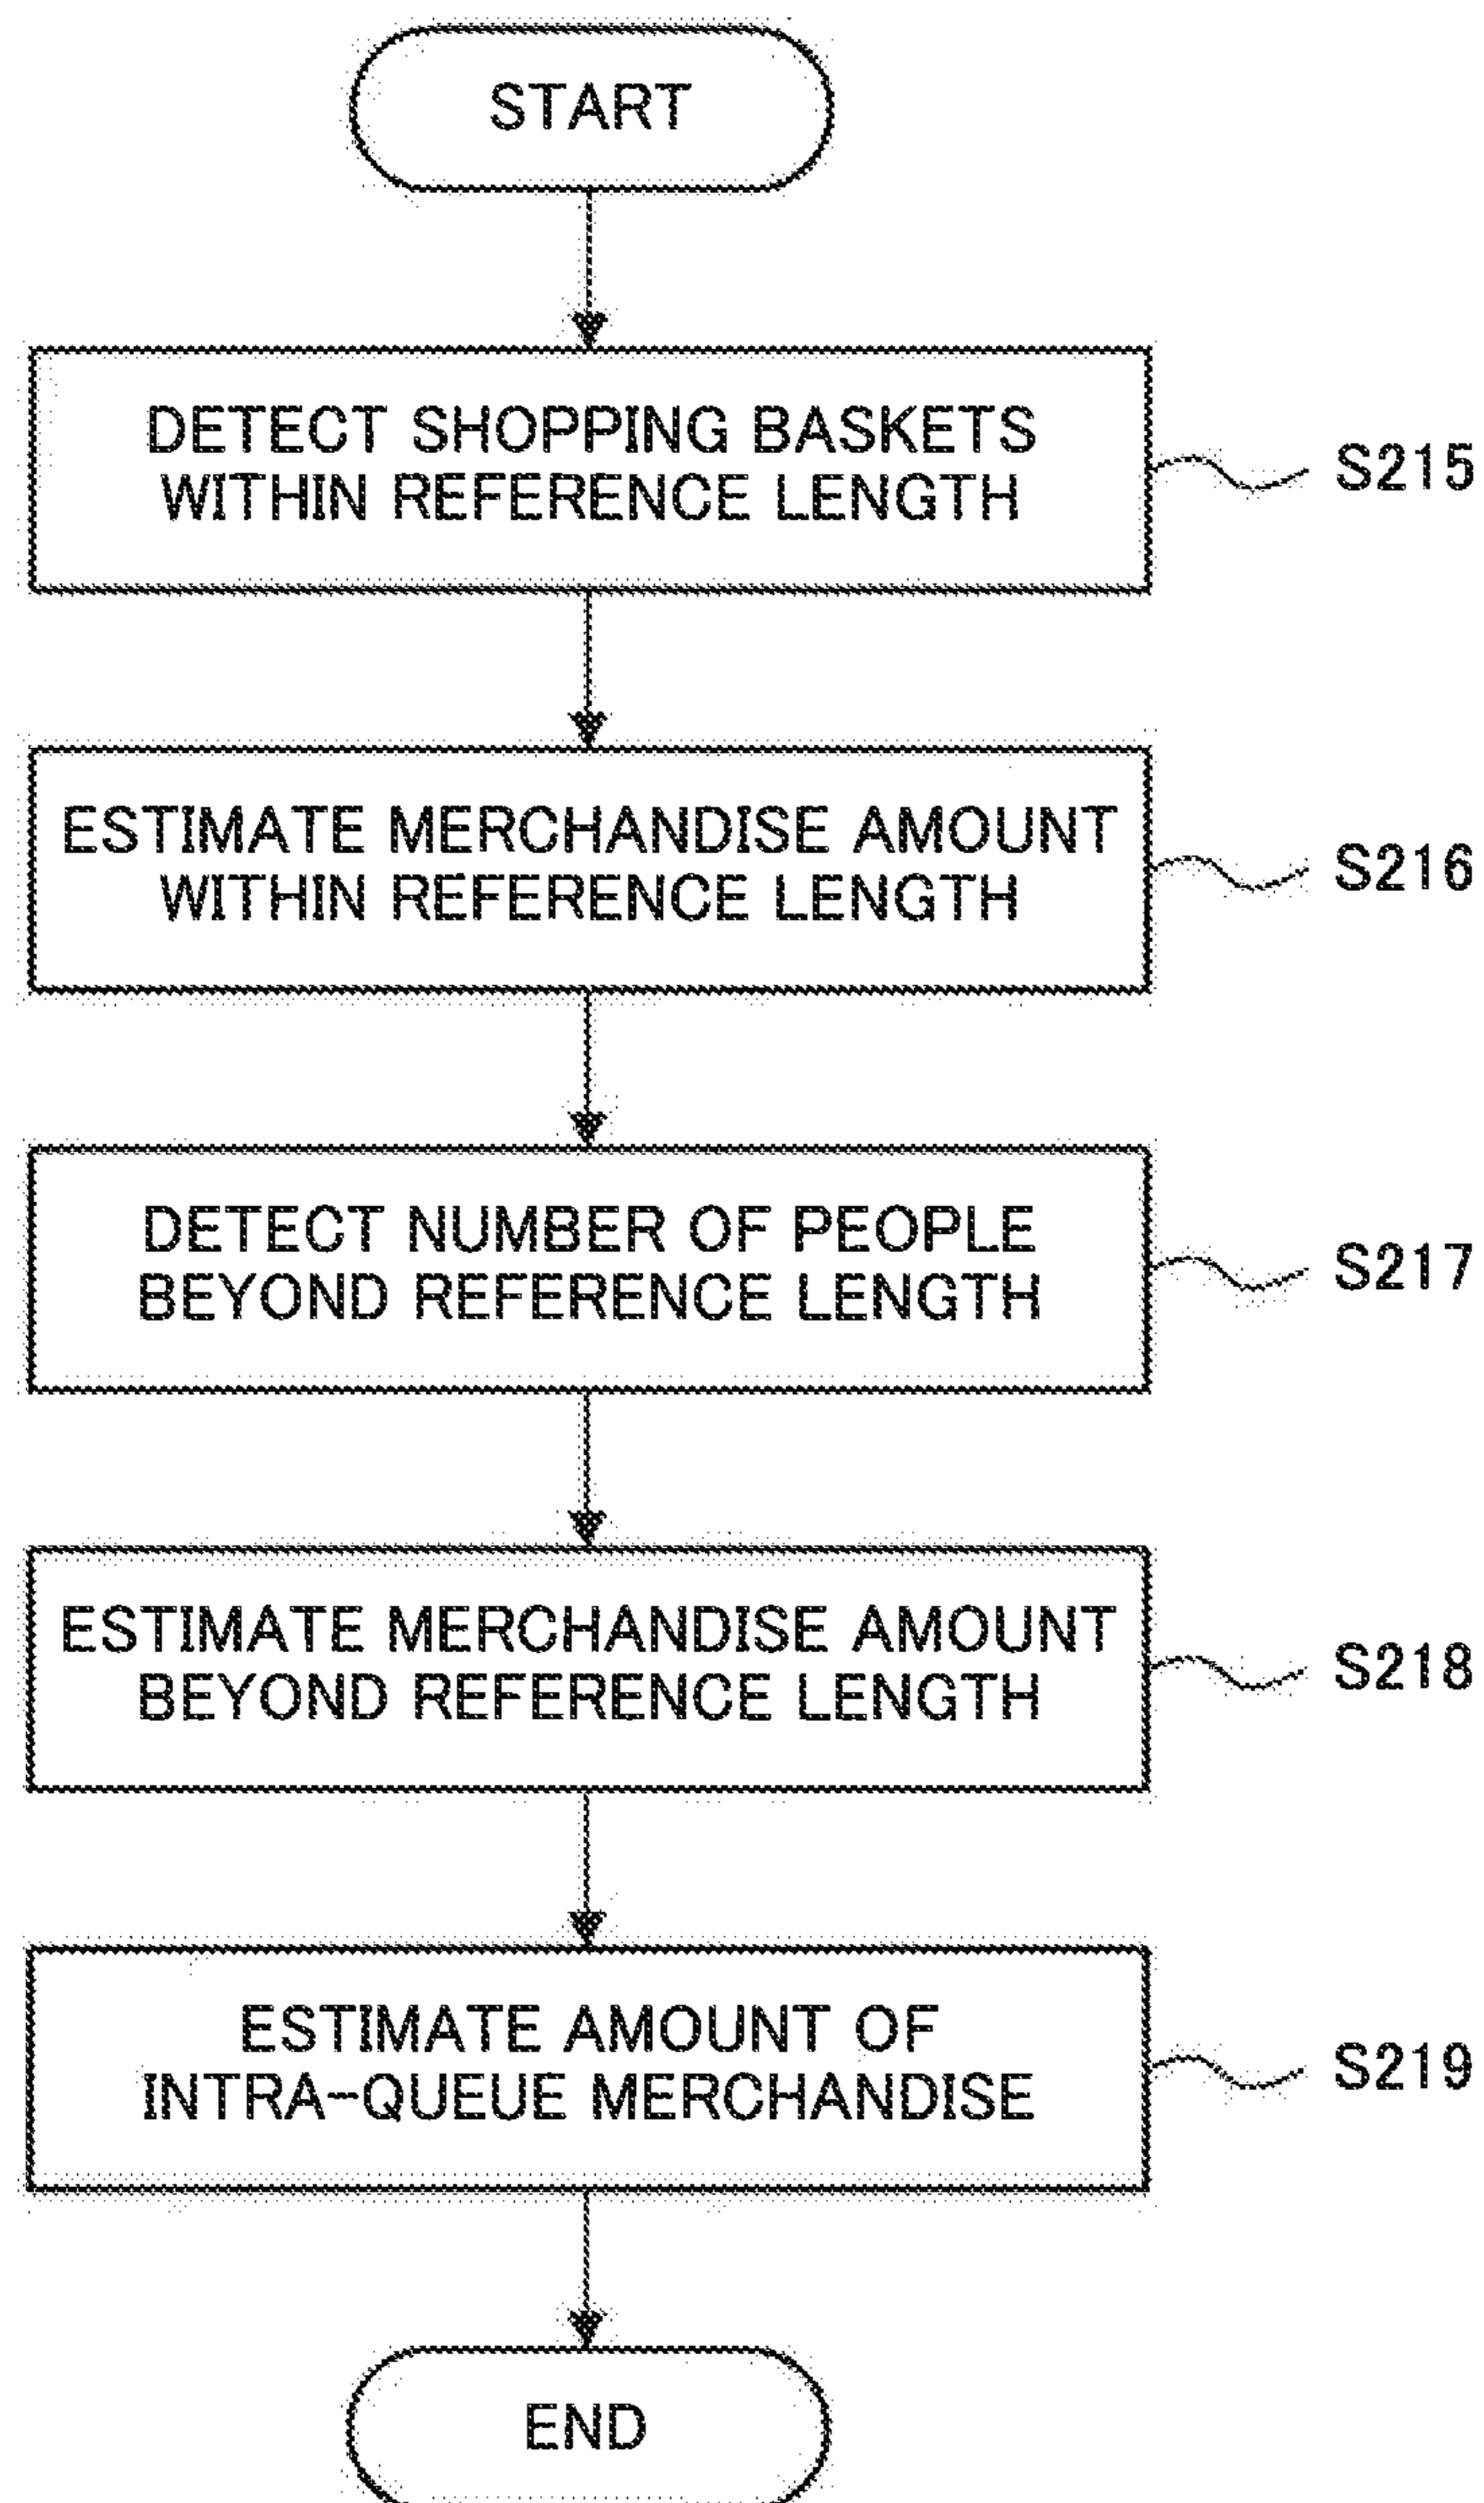 START
DETECT SHOPPING BASKETS
WITHIN REFERENCE LENGTH
S215
ESTIMATE MERCHANDISE AMOUNT
WITHIN REFERENCE LENGTH
S216
DETECT NUMBER OF PEOPLE
BEYOND REFERENCE LENGTH
S217
ESTIMATE MERCHANDISE AMOUNT
BEYOND REFERENCE LENGTH
S218
ESTIMATE AMOUNT OF
INTRA-QUEUE MERCHANDISE
S219
END